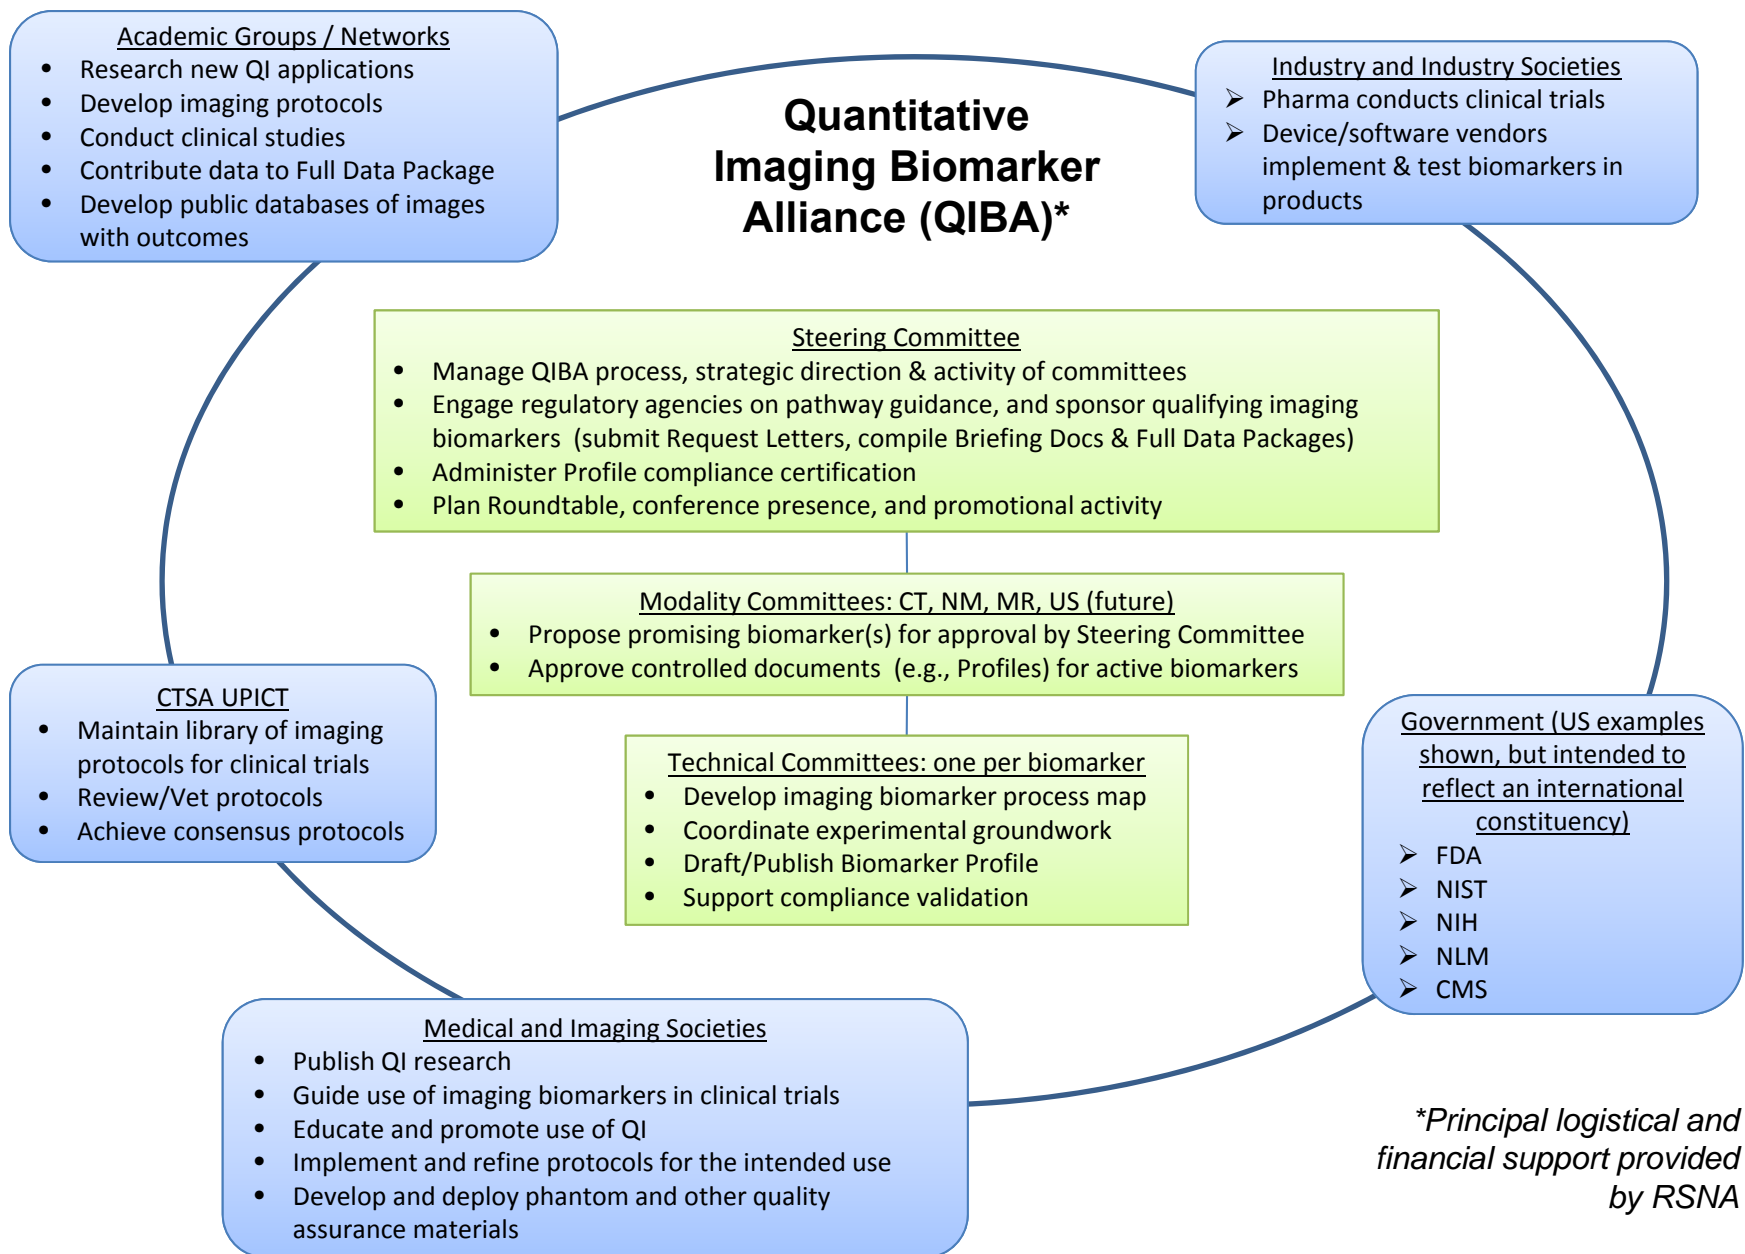 Academic Groups / Networks
• Research new QI applications
• Develop imaging protocols
• Conduct clinical studies
• Contribute data to Full Data Package
• Develop public databases of images
with outcomes
Quantitative
Imaging Biomarker
Alliance (QIBA)*
Industry and Industry Societies
➢ Pharma conducts clinical trials
➢ Device/software vendors
implement & test biomarkers in
products
Steering Committee
• Manage QIBA process, strategic direction & activity of committees
• Engage regulatory agencies on pathway guidance, and sponsor qualifying imaging
biomarkers (submit Request Letters, compile Briefing Docs & Full Data Packages)
• Administer Profile compliance certification
• Plan Roundtable, conference presence, and promotional activity
Modality Committees: CT, NM, MR, US (future)
• Propose promising biomarker(s) for approval by Steering Committee
• Approve controlled documents (e.g., Profiles) for active biomarkers
Technical Committees: one per biomarker
• Develop imaging biomarker process map
• Coordinate experimental groundwork
• Draft/Publish Biomarker Profile
• Support compliance validation
CTSA UPICT
• Maintain library of imaging
protocols for clinical trials
• Review/Vet protocols
• Achieve consensus protocols
Government (US examples
shown, but intended to
reflect an international
constituency)
➢ FDA
➢ NIST
➢ NIH
➢ NLM
➢ CMS
Medical and Imaging Societies
• Publish QI research
• Guide use of imaging biomarkers in clinical trials
• Educate and promote use of QI
• Implement and refine protocols for the intended use
• Develop and deploy phantom and other quality
assurance materials
*Principal logistical and
financial support provided
by RSNA